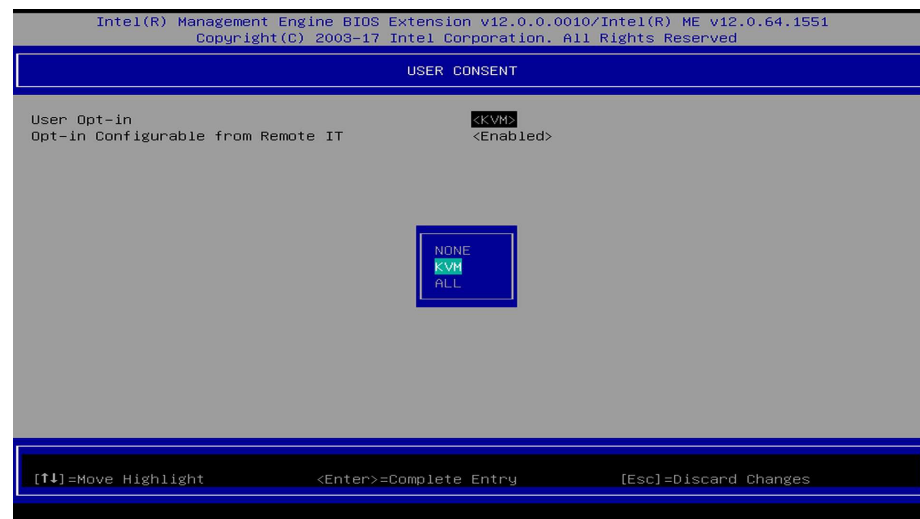 Intel(R) Management Engine BIOS Extension v12.0.0.0010/Intel(R) ME v12.0.64.1551
Copyright(C) 2003-17 Intel Corporation. All Rights Reserved
USER CONSENT
User Opt-in <KVM>
Opt-in Configurable from Remote IT <Enabled>
NONE
KVM
ALL
[↑↓]=Move Highlight <Enter>=Complete Entry [Esc]=Discard Changes